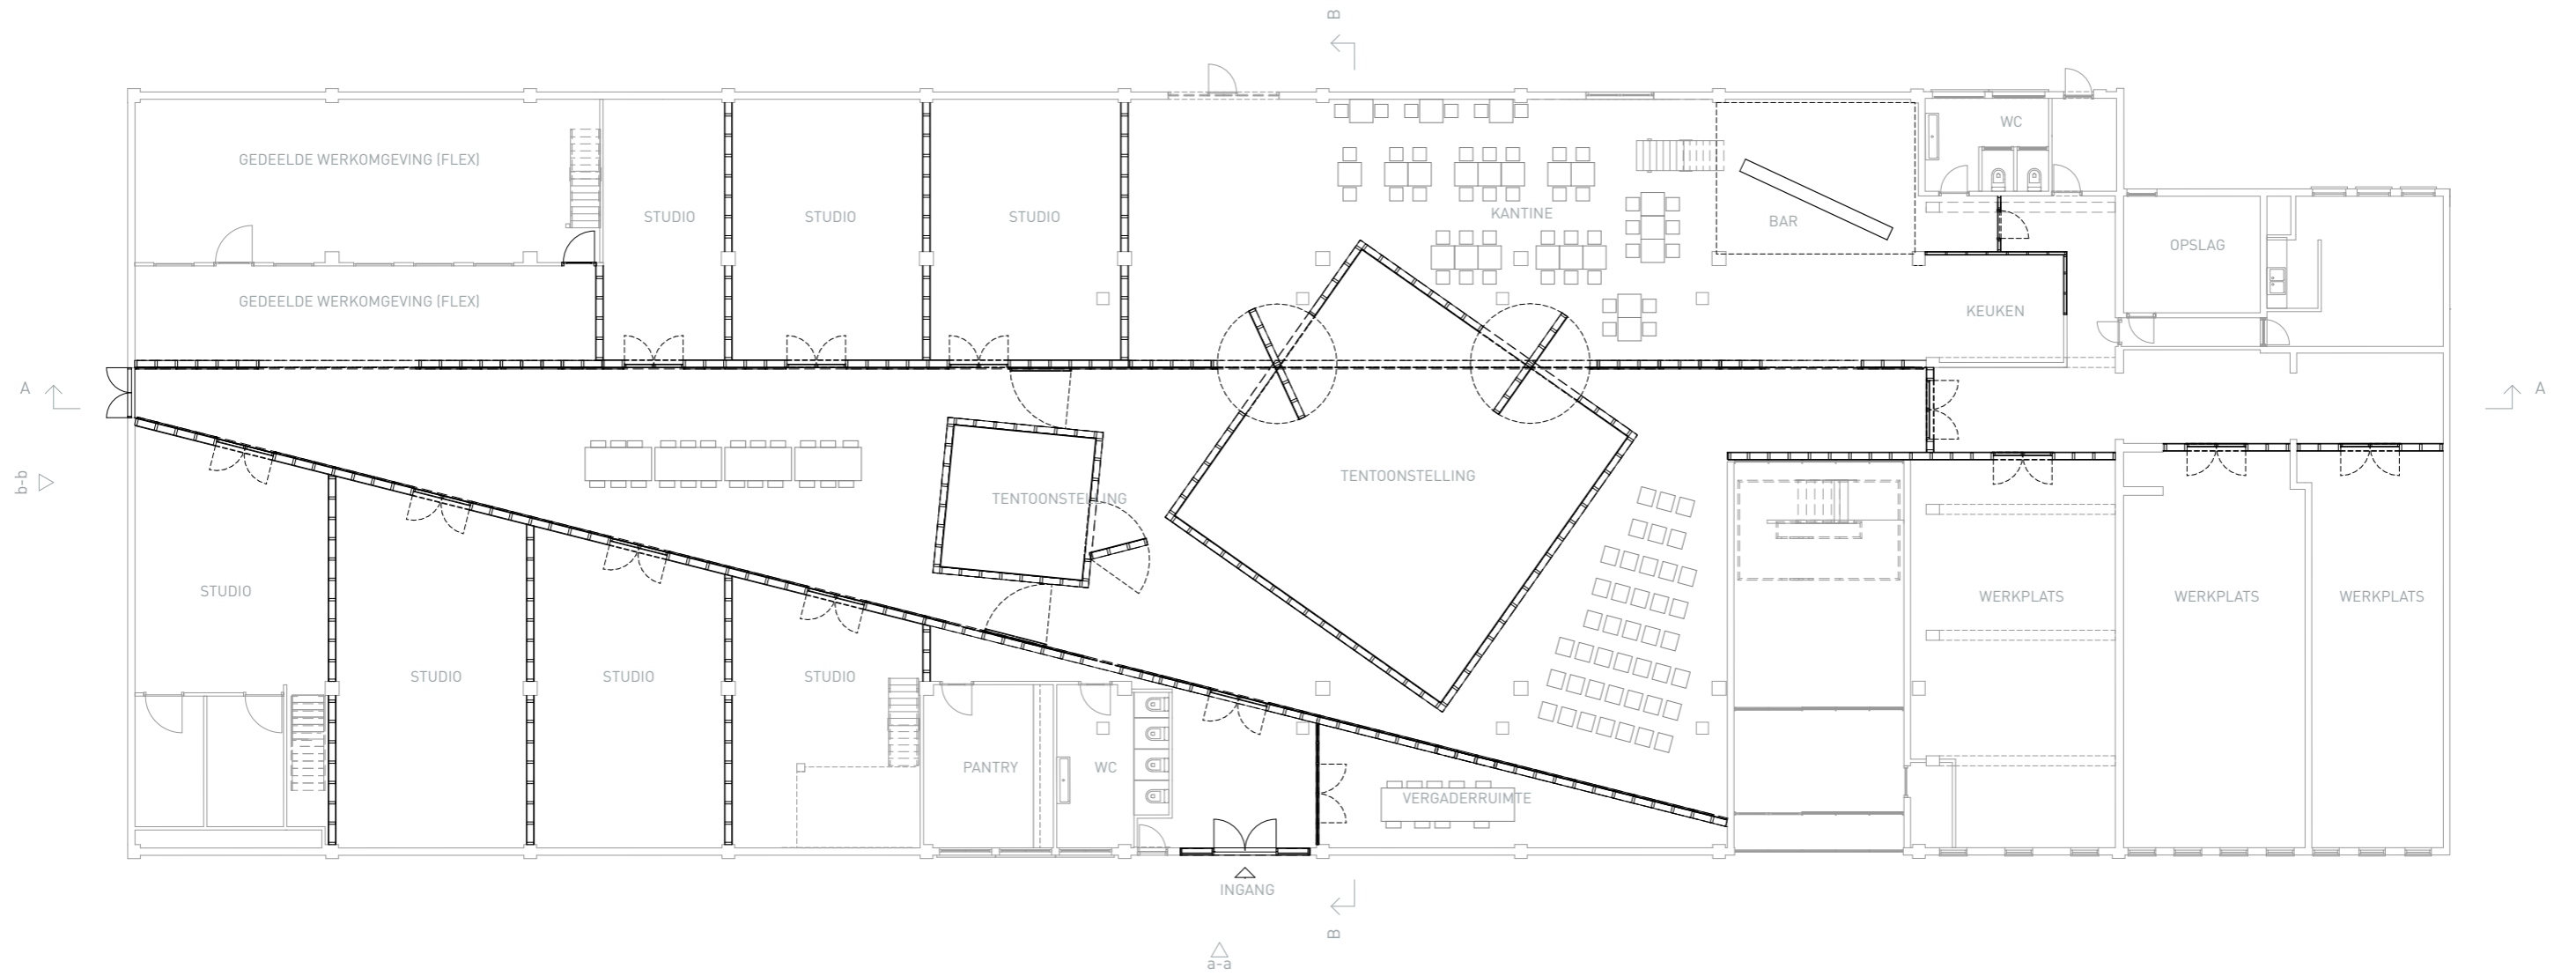 B
WC
GEDEELDE WERKOMGEVING (FLEX)
STUDIO
STUDIO
STUDIO
KANTINE
BAR
OPSLAG
GEDEELDE WERKOMGEVING (FLEX)
KEUKEN
A
A
TENTOONSTELLING
b-b
TENTOONSTELLING
STUDIO
WERKPLATS
WERKPLATS
WERKPLATS
STUDIO
STUDIO
STUDIO
PANTRY
WC
VERGADERRUIMTE
INGANG
B
a-a